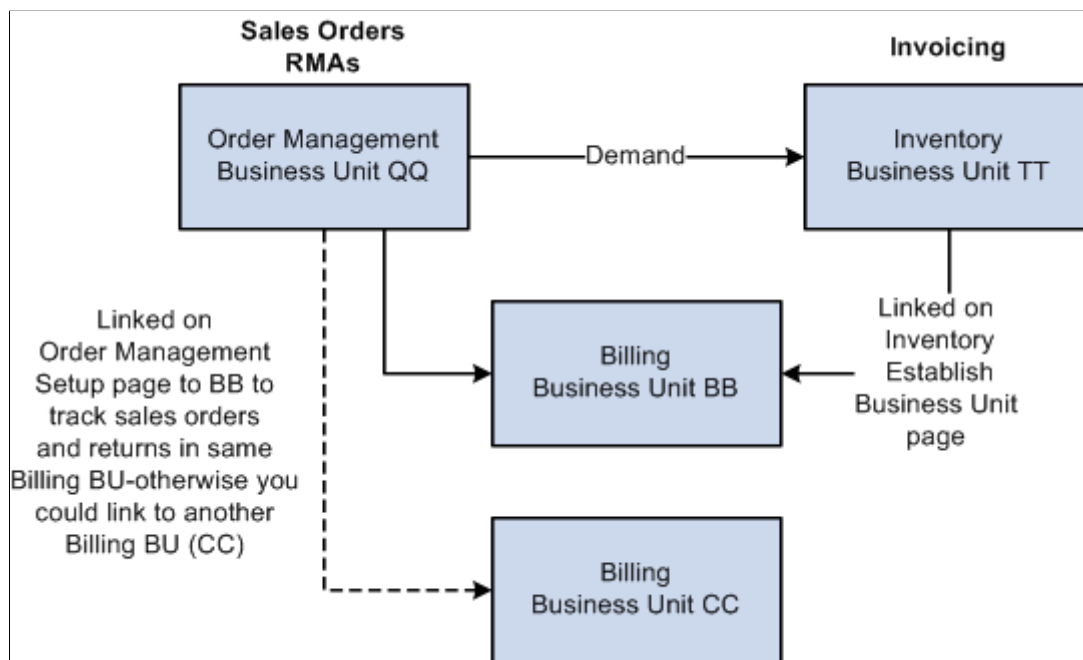 Sales Orders
RMAs
Invoicing
Order Management
Business Unit QQ
Demand
Inventory
Business Unit TT
Linked on
Order Management
Setup page to BB to
track sales orders
and returns in same
Billing BU-otherwise you
could link to another
Billing BU (CC)
Billing
Business Unit BB
Linked on
Inventory
Establish
Business Unit
page
Billing
Business Unit CC